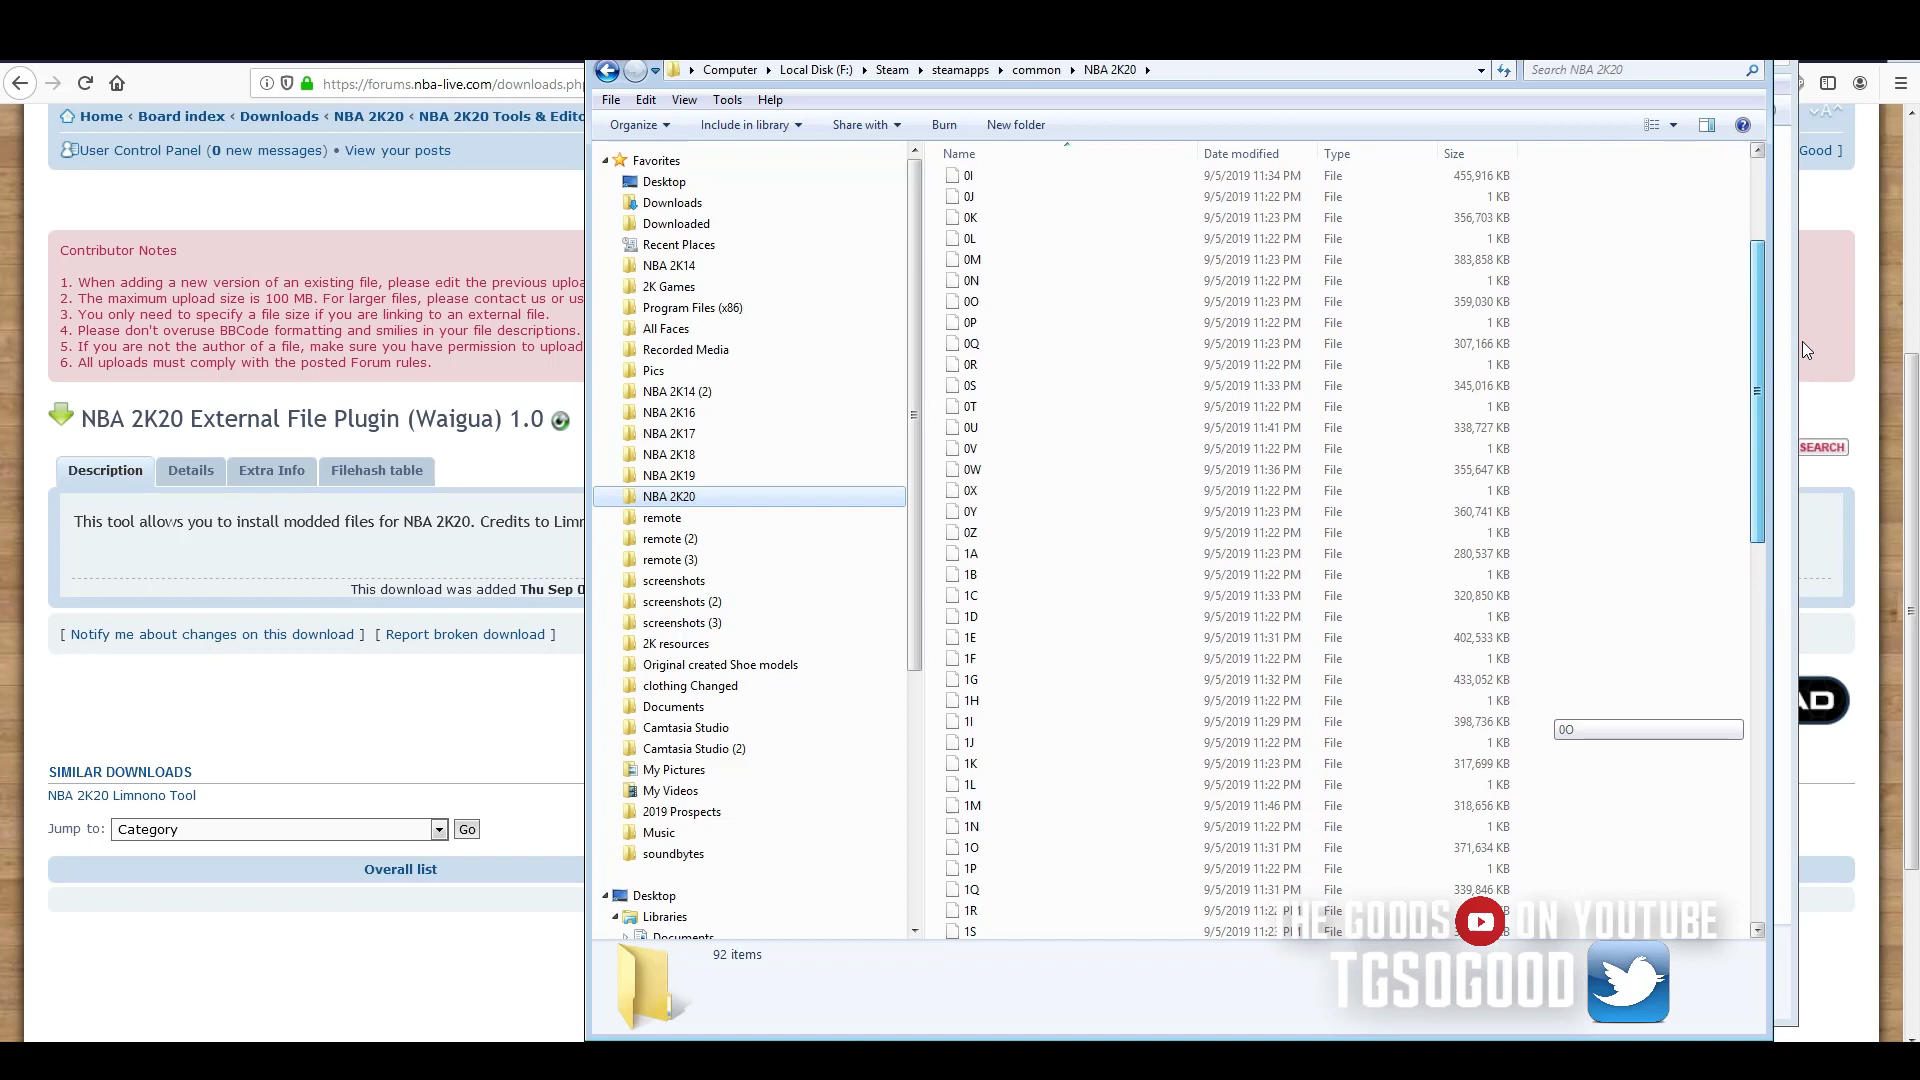 https://forums.nba-live.com/downloads.php
Home ‹ Board index ‹ Downloads ‹ NBA 2K20 ‹ NBA 2K20 Tools & Edito
User Control Panel (0 new messages) • View your posts
Good ]
Contributor Notes
1. When adding a new version of an existing file, please edit the previous uploa
2. The maximum upload size is 100 MB. For larger files, please contact us or us
3. You only need to specify a file size if you are linking to an external file.
4. Please don't overuse BBCode formatting and smilies in your file descriptions.
5. If you are not the author of a file, make sure you have permission to upload
6. All uploads must comply with the posted Forum rules.
NBA 2K20 External File Plugin (Waigua) 1.0
SEARCH
Description Details Extra Info Filehash table
This tool allows you to install modded files for NBA 2K20. Credits to Limn
This download was added Thu Sep 0
[ Notify me about changes on this download ] [ Report broken download ]
AD
SIMILAR DOWNLOADS
NBA 2K20 Limnono Tool
Jump to: Category Go
Overall list
Computer Local Disk (F:) Steam steamapps common NBA 2K20
Search NBA 2K20
File Edit View Tools Help
Organize Include in library Share with Burn New folder
Favorites
Desktop
Downloads
Downloaded
Recent Places
NBA 2K14
2K Games
Program Files (x86)
All Faces
Recorded Media
Pics
NBA 2K14 (2)
NBA 2K16
NBA 2K17
NBA 2K18
NBA 2K19
NBA 2K20
remote
remote (2)
remote (3)
screenshots
screenshots (2)
screenshots (3)
2K resources
Original created Shoe models
clothing Changed
Documents
Camtasia Studio
Camtasia Studio (2)
My Pictures
My Videos
2019 Prospects
Music
soundbytes
Desktop
Libraries
Documents
Name Date modified Type Size
0I 9/5/2019 11:34 PM File 455,916 KB
0J 9/5/2019 11:22 PM File 1 KB
0K 9/5/2019 11:23 PM File 356,703 KB
0L 9/5/2019 11:22 PM File 1 KB
0M 9/5/2019 11:23 PM File 383,858 KB
0N 9/5/2019 11:22 PM File 1 KB
0O 9/5/2019 11:23 PM File 359,030 KB
0P 9/5/2019 11:22 PM File 1 KB
0Q 9/5/2019 11:23 PM File 307,166 KB
0R 9/5/2019 11:22 PM File 1 KB
0S 9/5/2019 11:33 PM File 345,016 KB
0T 9/5/2019 11:22 PM File 1 KB
0U 9/5/2019 11:41 PM File 338,727 KB
0V 9/5/2019 11:22 PM File 1 KB
0W 9/5/2019 11:36 PM File 355,647 KB
0X 9/5/2019 11:22 PM File 1 KB
0Y 9/5/2019 11:23 PM File 360,741 KB
0Z 9/5/2019 11:22 PM File 1 KB
1A 9/5/2019 11:23 PM File 280,537 KB
1B 9/5/2019 11:22 PM File 1 KB
1C 9/5/2019 11:33 PM File 320,850 KB
1D 9/5/2019 11:22 PM File 1 KB
1E 9/5/2019 11:31 PM File 402,533 KB
1F 9/5/2019 11:22 PM File 1 KB
1G 9/5/2019 11:32 PM File 433,052 KB
1H 9/5/2019 11:22 PM File 1 KB
1I 9/5/2019 11:29 PM File 398,736 KB
0O
1J 9/5/2019 11:22 PM File 1 KB
1K 9/5/2019 11:23 PM File 317,699 KB
1L 9/5/2019 11:22 PM File 1 KB
1M 9/5/2019 11:46 PM File 318,656 KB
1N 9/5/2019 11:22 PM File 1 KB
1O 9/5/2019 11:31 PM File 371,634 KB
1P 9/5/2019 11:22 PM File 1 KB
1Q 9/5/2019 11:31 PM File 339,846 KB
1R 9/5/2019 11:22 PM File
1S 9/5/2019 11:23 PM File
92 items
THE GOODS ON YOUTUBE
TGSOGOOD